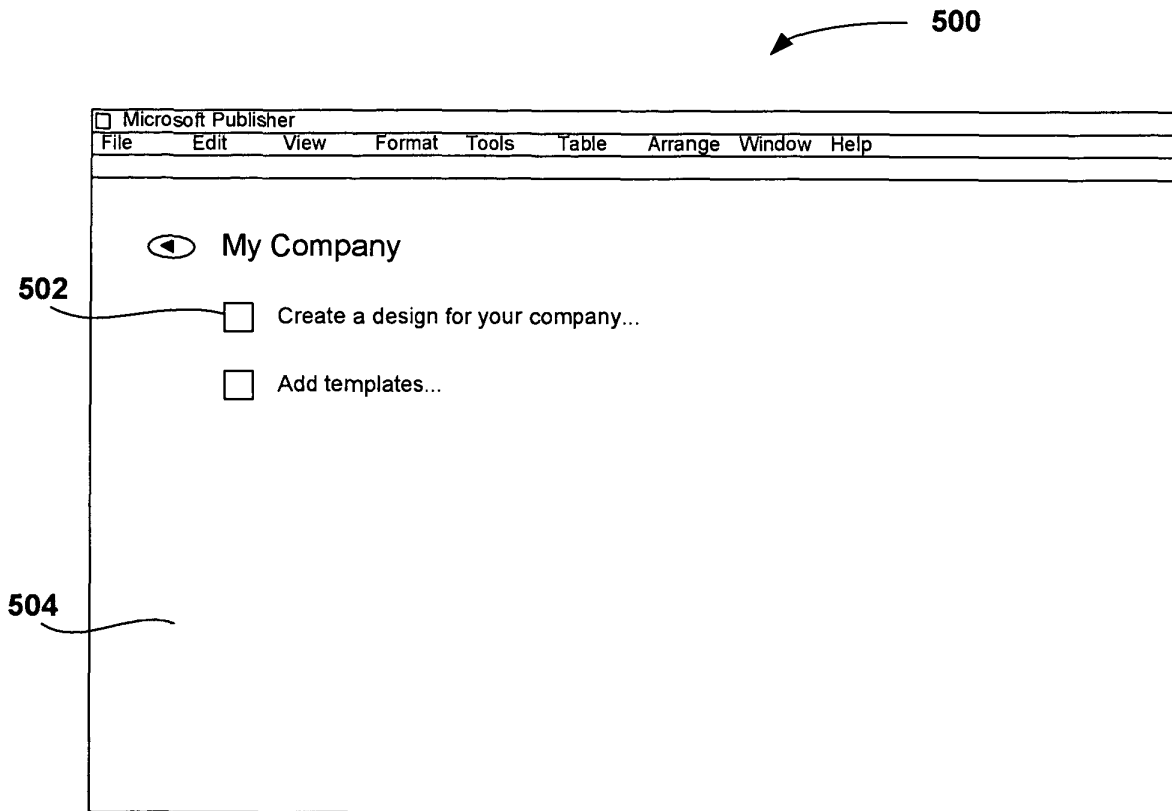 500
Microsoft Publisher
File Edit View Format Tools Table Arrange Window Help
My Company
502
Create a design for your company...
Add templates...
504